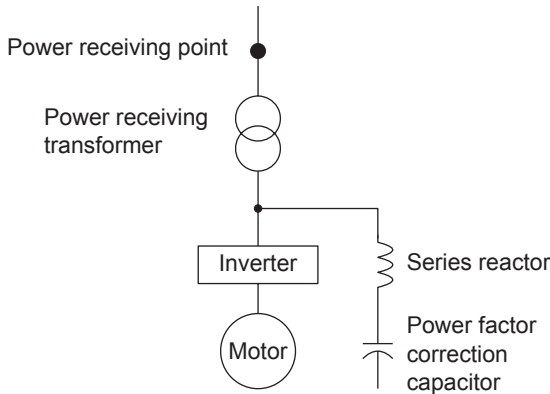 Power receiving point
Power receiving
transformer
Inverter
Series reactor
Motor
Power factor
correction
capacitor